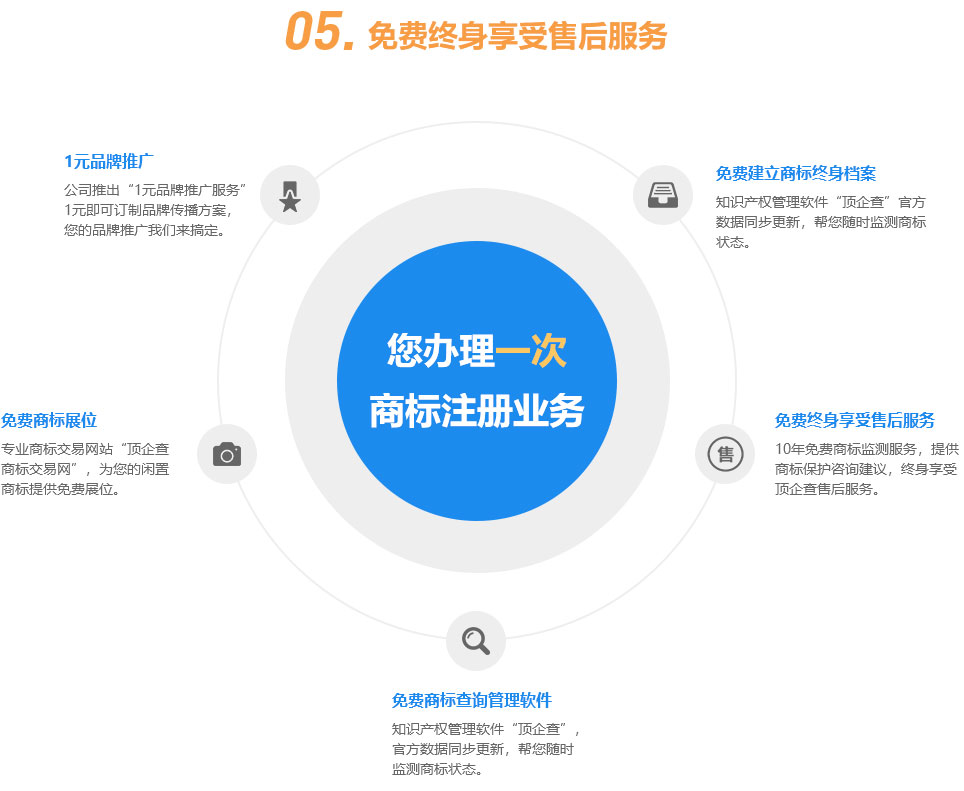 05. 免费终身享受售后服务
1元品牌推广
公司推出“1元品牌推广服务”
1元即可订制品牌传播方案，
您的品牌推广我们来搞定。
免费建立商标终身档案
知识产权管理软件“顶企查”官方
数据同步更新，帮您随时监测商标
状态。
您办理一次
商标注册业务
免费商标展位
专业商标交易网站“顶企查
商标交易网”，为您的闲置
商标提供免费展位。
免费终身享受售后服务
售
10年免费商标监测服务，提供
商标保护咨询建议，终身享受
顶企查售后服务。
免费商标查询管理软件
知识产权管理软件“顶企查”，
官方数据同步更新，帮您随时
监测商标状态。